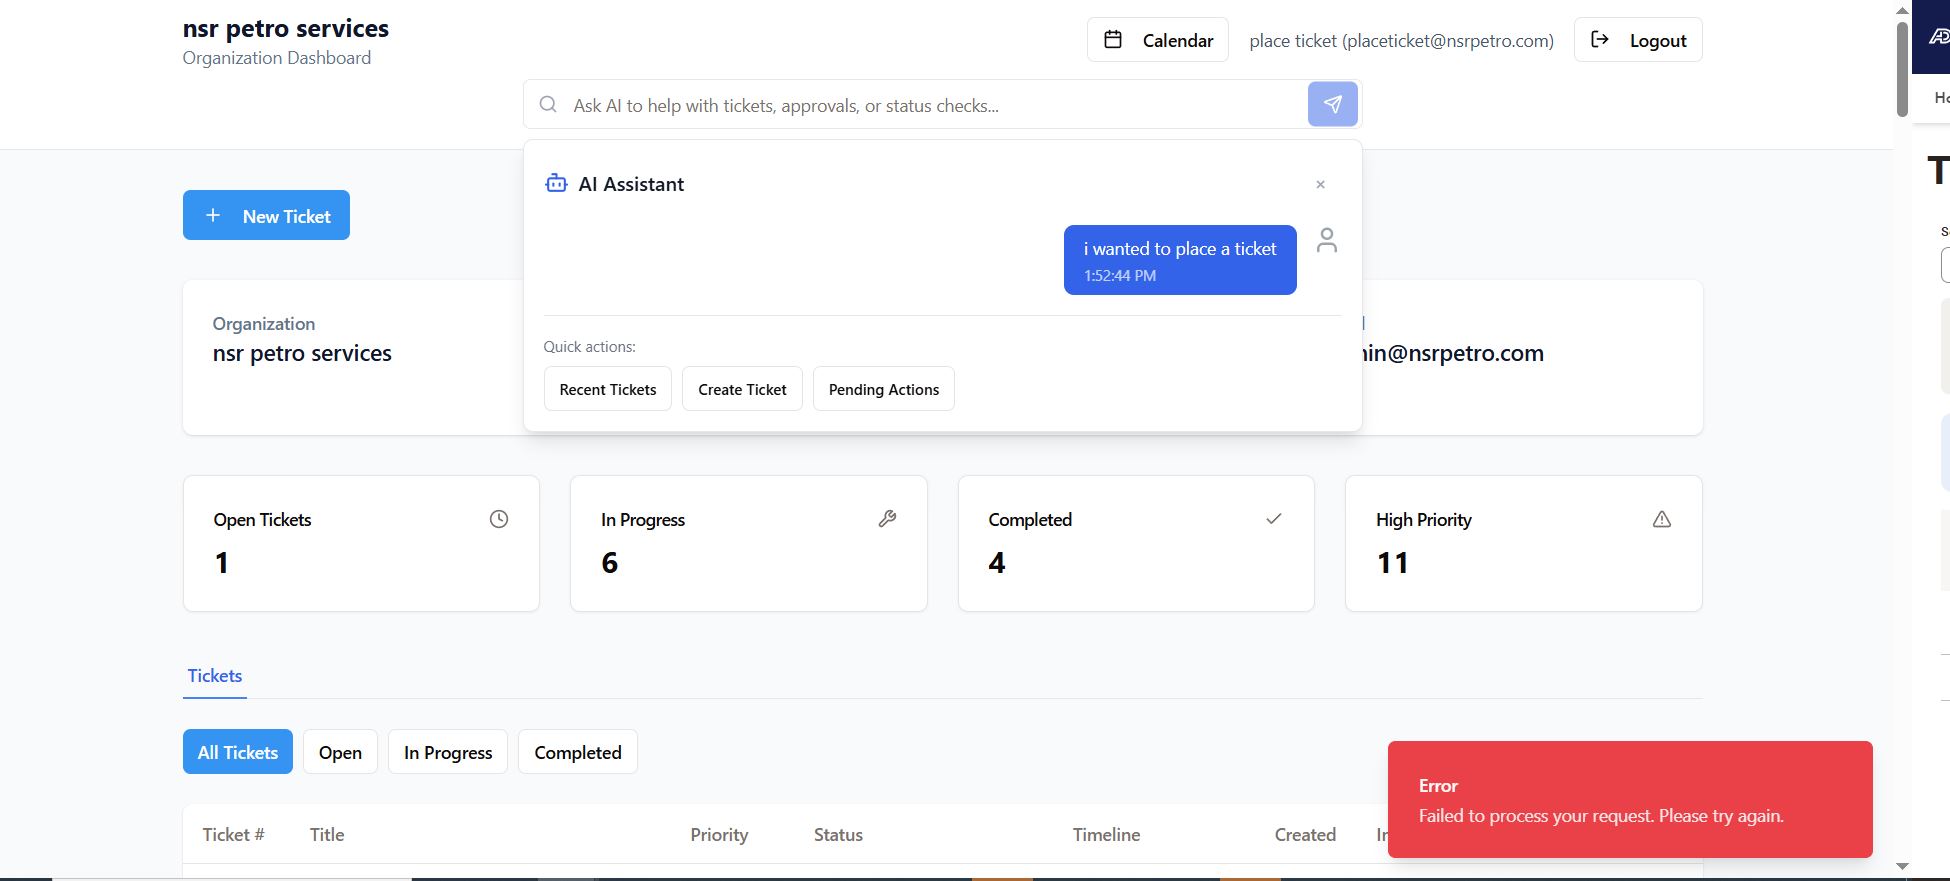 nsr petro services
Organization Dashboard
Calendar
place ticket (placeticket@nsrpetro.com)
Logout
Ask AI to help with tickets, approvals, or status checks...
New Ticket
AI Assistant
i wanted to place a ticket
1:52:44 PM
Organization
nsr petro services
@nsrpetro.com
Quick actions:
Recent Tickets
Create Ticket
Pending Actions
Open Tickets
1
In Progress
6
Completed
4
High Priority
11
Tickets
All Tickets
Open
In Progress
Completed
Ticket #
Title
Priority
Status
Timeline
Created
Error
Failed to process your request. Please try again.